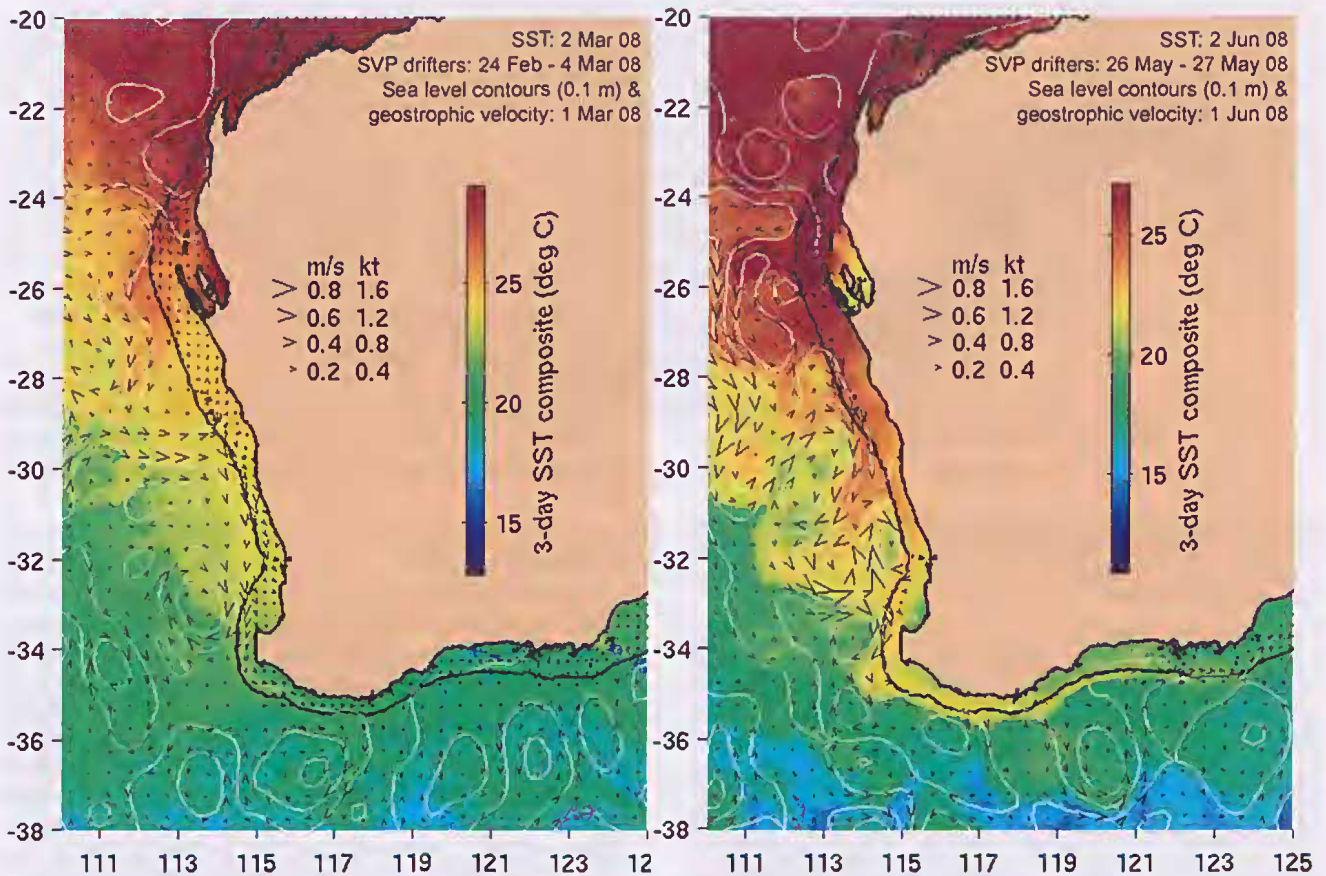 SST: 2 Mar 08
SVP drifters: 24 Feb - 4 Mar 08
Sea level contours (0.1 m) &
geostrophic velocity: 1 Mar 08
-20
-22
-24
-26
-28
-30
-32
-34
-36
-38
m/s kt
> 0.8 1.6
> 0.6 1.2
> 0.4 0.8
> 0.2 0.4
25
20
15
3-day SST composite (deg C)
111 113 115 117 119 121 123 12
SST: 2 Jun 08
SVP drifters: 26 May - 27 May 08
Sea level contours (0.1 m) &
geostrophic velocity: 1 Jun 08
-20
-22
-24
-26
-28
-30
-32
-34
-36
-38
m/s kt
> 0.8 1.6
> 0.6 1.2
> 0.4 0.8
> 0.2 0.4
25
20
15
3-day SST composite (deg C)
111 113 115 117 119 121 123 125